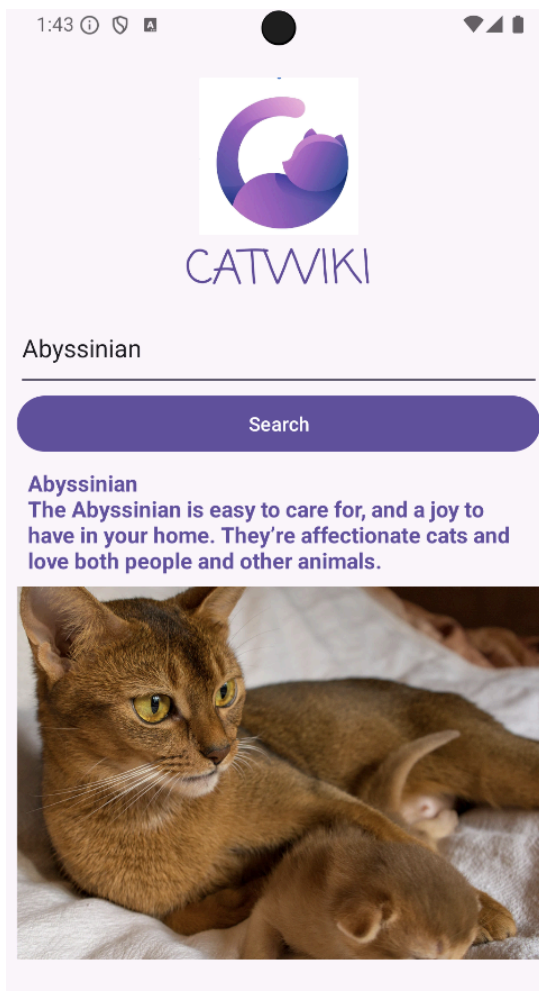 1:43
CATWIKI
Abyssinian
Search
Abyssinian
The Abyssinian is easy to care for, and a joy to
have in your home. They’re affectionate cats and
love both people and other animals.